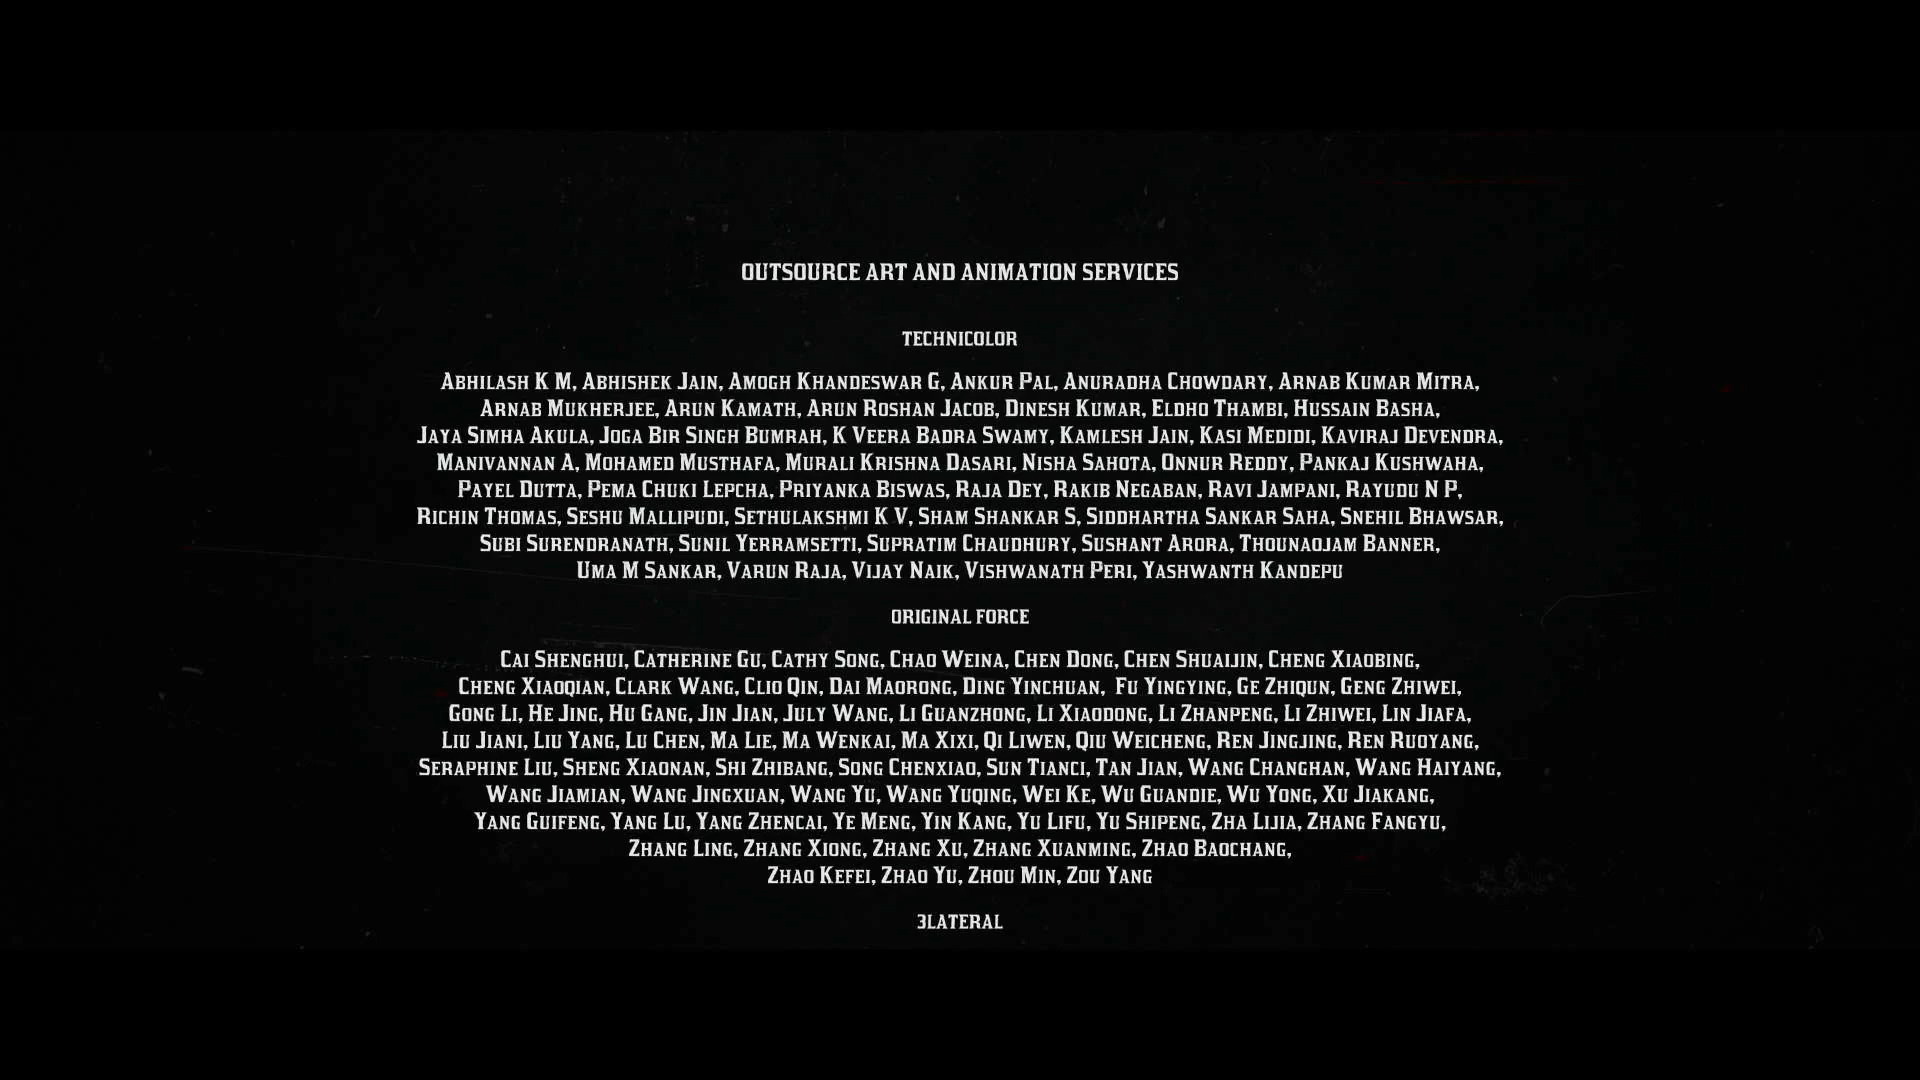 OUTSOURCE ART AND ANIMATION SERVICES
TECHNICOLOR
ABHILASH K M, ABHISHEK JAIN, AMOGH KHANDESWAR G, ANKUR PAL, ANURADHA CHOWDARY, ARNAB KUMAR MITRA,
ARNAB MUKHERJEE, ARUN KAMATH, ARUN ROSHAN JACOB, DINESH KUMAR, ELDHO THAMBI, HUSSAIN BASHA,
JAYA SIMHA AKULA, JOGA BIR SINGH BUMRAH, K VEERA BADRA SWAMY, KAMLESH JAIN, KASI MEDIDI, KAVIRAJ DEVENDRA,
MANIVANNAN A, MOHAMED MUSTHAFA, MURALI KRISHNA DASARI, NISHA SAHOTA, ONNUR REDDY, PANKAJ KUSHWAHA,
PAYEL DUTTA, PEMA CHUKI LEPCHA, PRIYANKA BISWAS, RAJA DEY, RAKIB NEGABAN, RAVI JAMPANI, RAYUDU N P,
RICHIN THOMAS, SESHU MALLIPUDI, SETHULAKSHMI K V, SHAM SHANKAR S, SIDDHARTHA SANKAR SAHA, SNEHIL BHAWSAR,
SUBI SURENDRANATH, SUNIL YERRAMSETTI, SUPRATIM CHAUDHURY, SUSHANT ARORA, THOUNAOJAM BANNER,
UMA M SANKAR, VARUN RAJA, VIJAY NAIK, VISHWANATH PERI, YASHWANTH KANDEPU
ORIGINAL FORCE
CAI SHENGHUI, CATHERINE GU, CATHY SONG, CHAO WEINA, CHEN DONG, CHEN SHUAIJIN, CHENG XIAOBING,
CHENG XIAOQIAN, CLARK WANG, CLIO QIN, DAI MAORONG, DING YINCHUAN, FU YINGYING, GE ZHIQUN, GENG ZHIWEI,
GONG LI, HE JING, HU GANG, JIN JIAN, JULY WANG, LI GUANZHONG, LI XIAODONG, LI ZHANPENG, LI ZHIWEI, LIN JIAFA,
LIU JIANI, LIU YANG, LU CHEN, MA LIE, MA WENKAI, MA XIXI, QI LIWEN, QIU WEICHENG, REN JINGJING, REN RUOYANG,
SERAPHINE LIU, SHENG XIAONAN, SHI ZHIBANG, SONG CHENXIAO, SUN TIANCI, TAN JIAN, WANG CHANGHAN, WANG HAIYANG,
WANG JIAMIAN, WANG JINGXUAN, WANG YU, WANG YUQING, WEI KE, WU GUANDIE, WU YONG, XU JIAKANG,
YANG GUIFENG, YANG LU, YANG ZHENCAI, YE MENG, YIN KANG, YU LIFU, YU SHIPENG, ZHA LIJIA, ZHANG FANGYU,
ZHANG LING, ZHANG XIONG, ZHANG XU, ZHANG XUANMING, ZHAO BAOCHANG,
ZHAO KEFEI, ZHAO YU, ZHOU MIN, ZOU YANG
3LATERAL